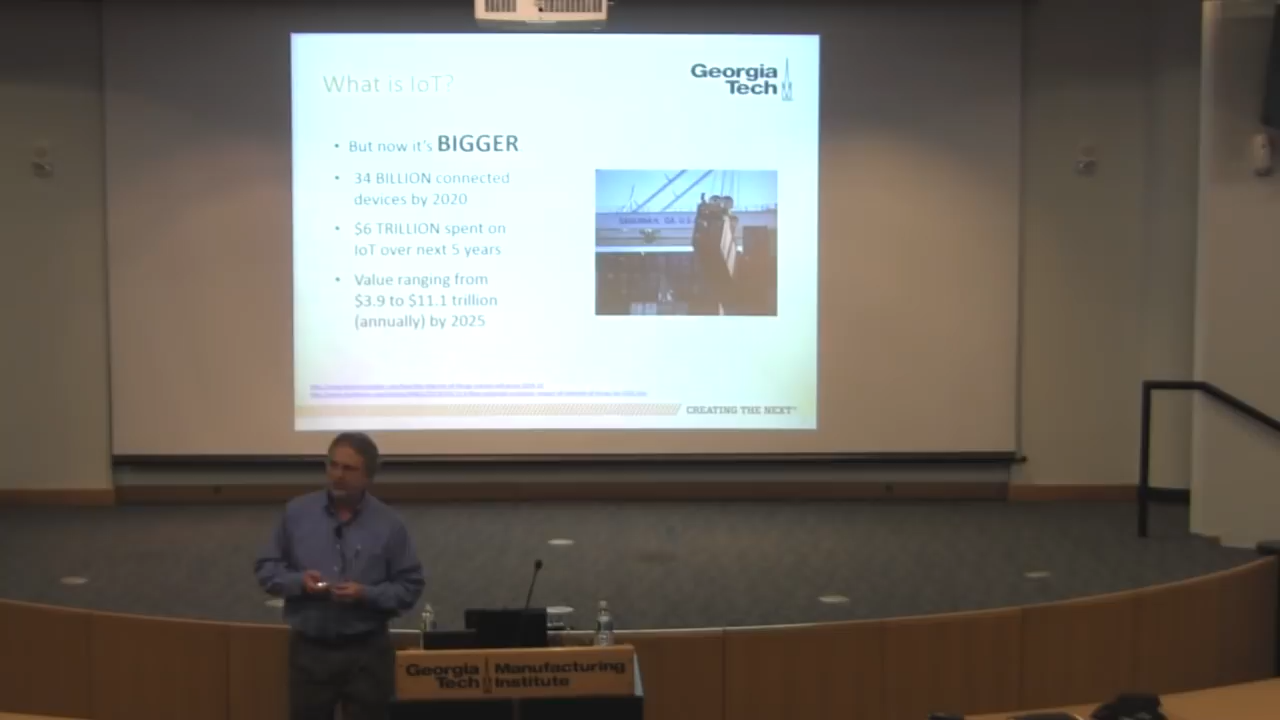 What is IoT?
Georgia
Tech
• But now it's BIGGER
• 34 BILLION connected
devices by 2020
• $6 TRILLION spent on
IoT over next 5 years
• Value ranging from
$3.9 to $11.1 trillion
(annually) by 2025
CREATING THE NEXT
Georgia
Tech
Manufacturing
Institute